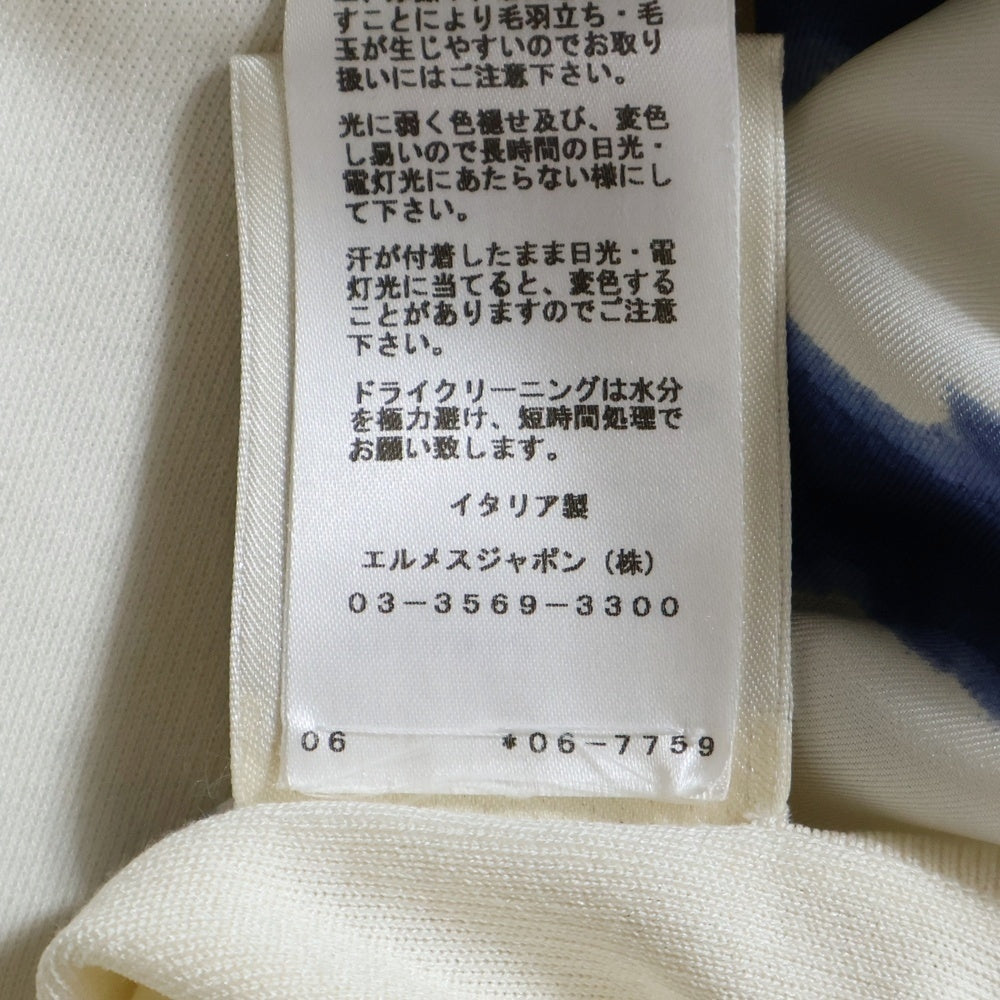 すことにより毛羽立ち・毛
玉が生じやすいのでお取り
扱いにはご注意下さい。
光に弱く色褪せ及び、変色
し易いので長時間の日光・
電灯光にあたらない様にし
て下さい。
汗が付着したまま日光・電
灯光に当てると、変色する
ことがありますのでご注意
下さい。
ドライクリーニングは水分
を極力避け、短時間処理で
お願い致します。
イタリア製
エルメスジャポン（株）
03-3569-3300
06 *06-7759